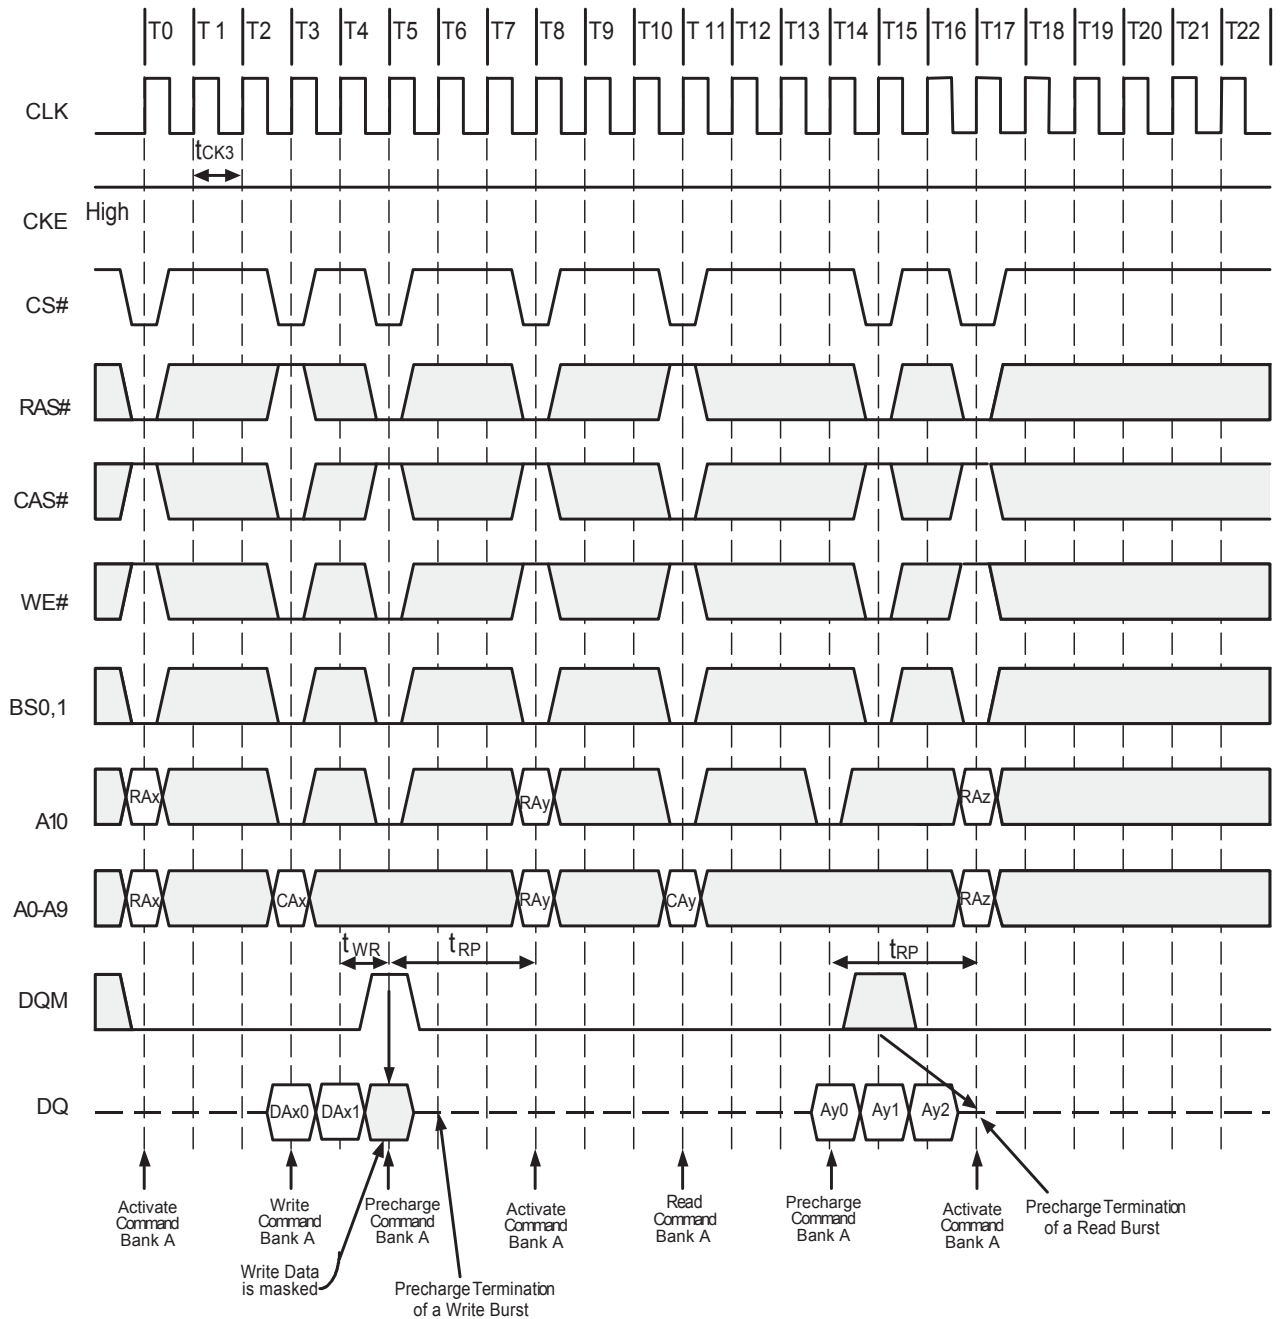 T0 T1 T2 T3 T4 T5 T6 T7 T8 T9 T10 T11 T12 T13 T14 T15 T16 T17 T18 T19 T20 T21 T22
CLK
tCK3
High
CKE
CS#
RAS#
CAS#
WE#
BS0,1
RAx RAy RAz
A10
RAx CAx RAy CAy RAz
A0-A9
tWR tRP tRP
DQM
DQ
DAx0 DAx1 Ay0 Ay1 Ay2
Activate
Command
Bank A
Write
Command
Bank A
Precharge
Command
Bank A
Activate
Command
Bank A
Read
Command
Bank A
Precharge
Command
Bank A
Activate
Command
Bank A
Precharge Termination
of a Read Burst
Write Data
is masked
Precharge Termination
of a Write Burst